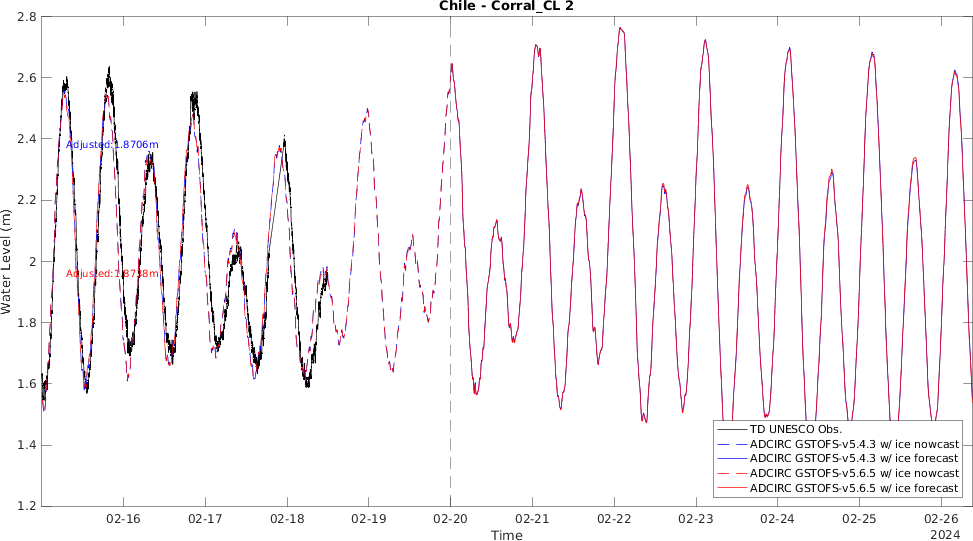 Chile - Corral_CL 2
2.8
2.6
2.4
2.2
2
1.8
1.6
1.4
1.2
Water Level (m)
Adjusted:1.8706m
Adjusted:1.8738m
TD UNESCO Obs.
ADCIRC GSTOFS-v5.4.3 w/ ice nowcast
ADCIRC GSTOFS-v5.4.3 w/ ice forecast
ADCIRC GSTOFS-v5.6.5 w/ ice nowcast
ADCIRC GSTOFS-v5.6.5 w/ ice forecast
02-16 02-17 02-18 02-19 02-20 02-21 02-22 02-23 02-24 02-25 02-26
Time
2024